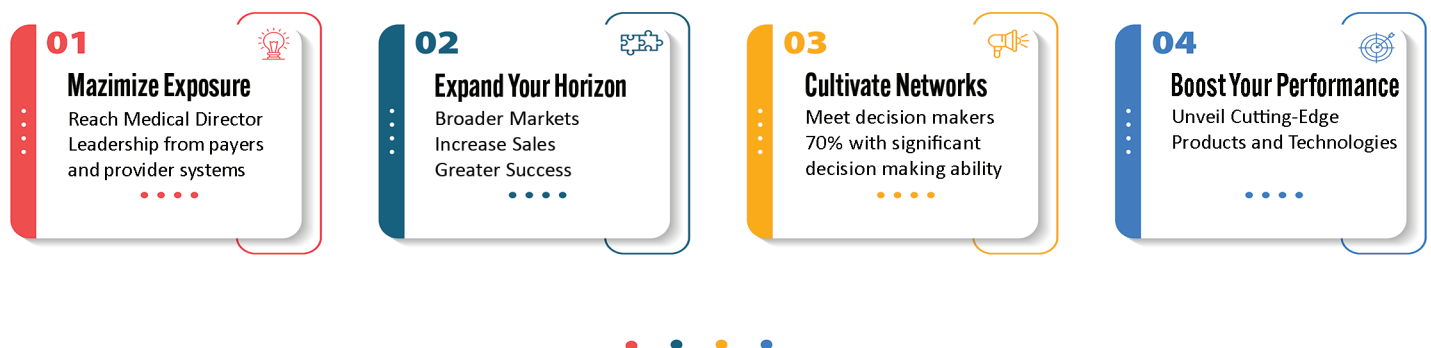 01
Mazimize Exposure
Reach Medical Director
Leadership from payers
and provider systems
02
Expand Your Horizon
Broader Markets
Increase Sales
Greater Success
03
Cultivate Networks
Meet decision makers
70% with significant
decision making ability
04
Boost Your Performance
Unveil Cutting-Edge
Products and Technologies